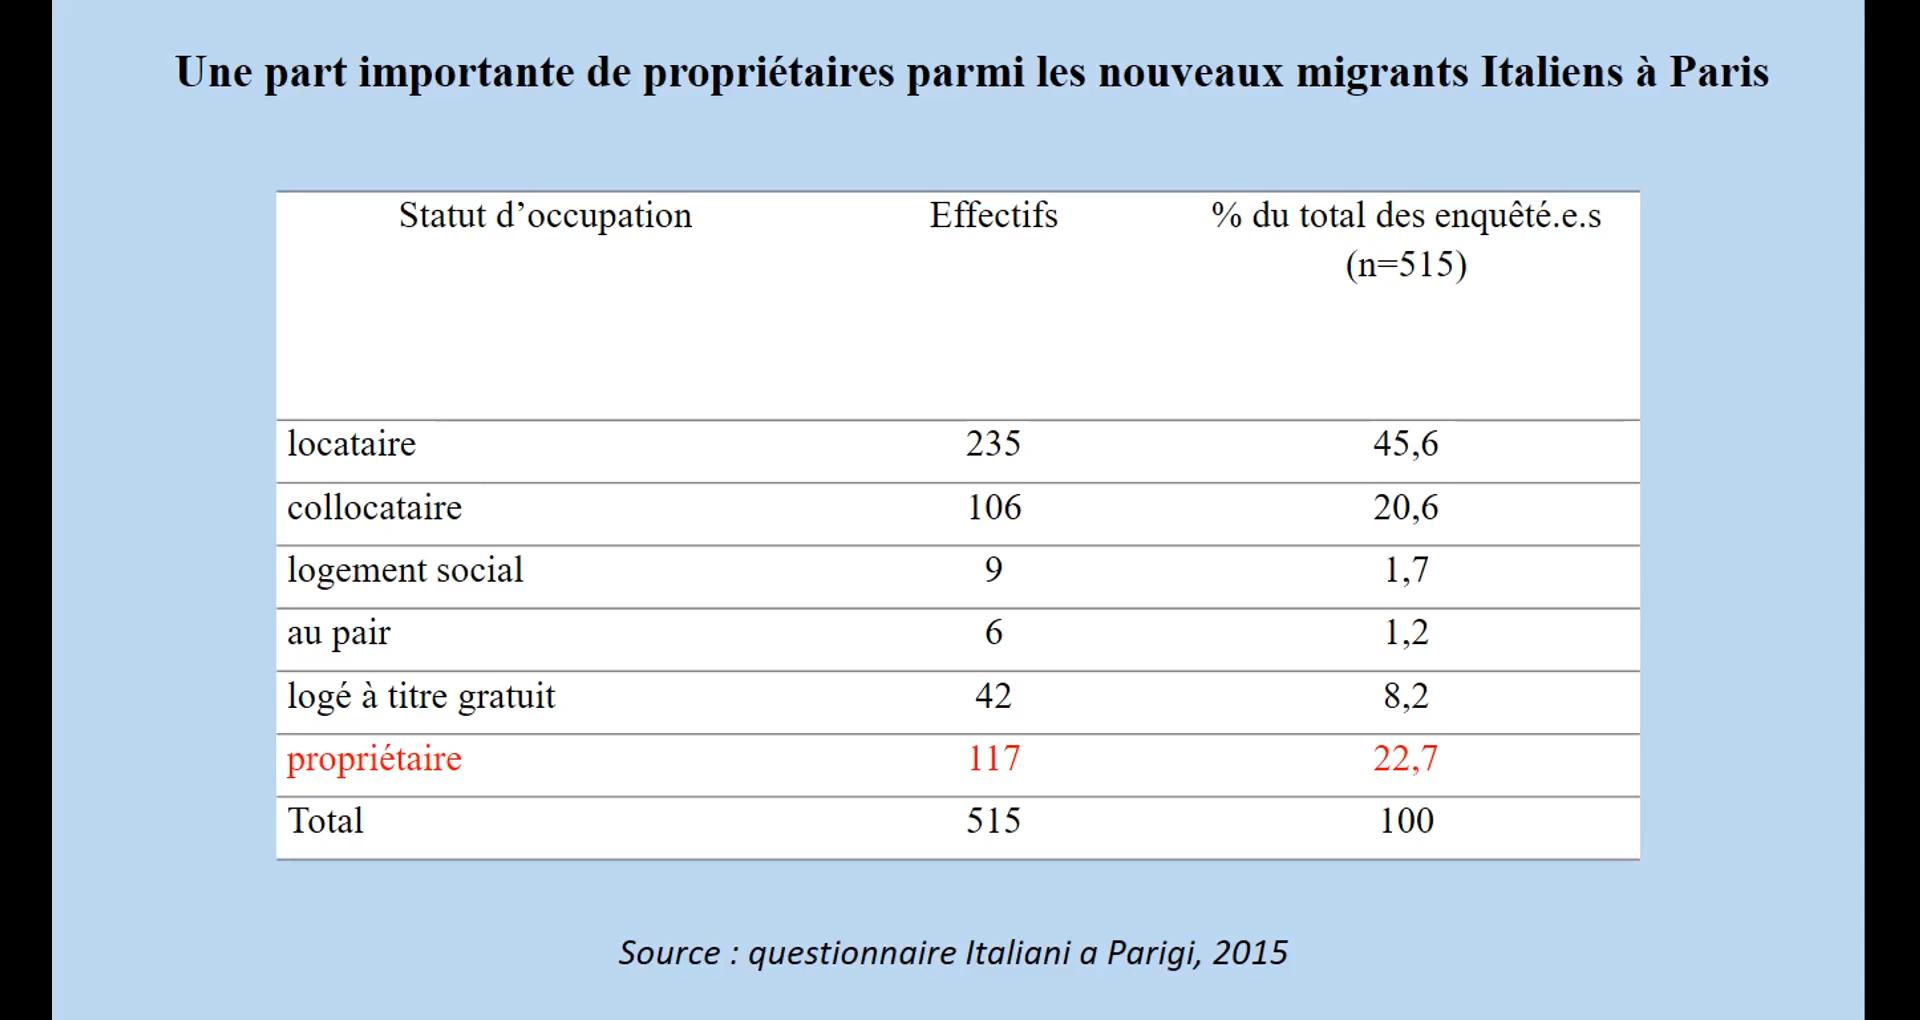 Une part importante de propriétaires parmi les nouveaux migrants Italiens à Paris
Statut d’occupation Effectifs % du total des enquêté.e.s
(n=515)
locataire 235 45,6
collocataire 106 20,6
logement social 9 1,7
au pair 6 1,2
logé à titre gratuit 42 8,2
propriétaire 117 22,7
Total 515 100
Source : questionnaire Italiani a Parigi, 2015